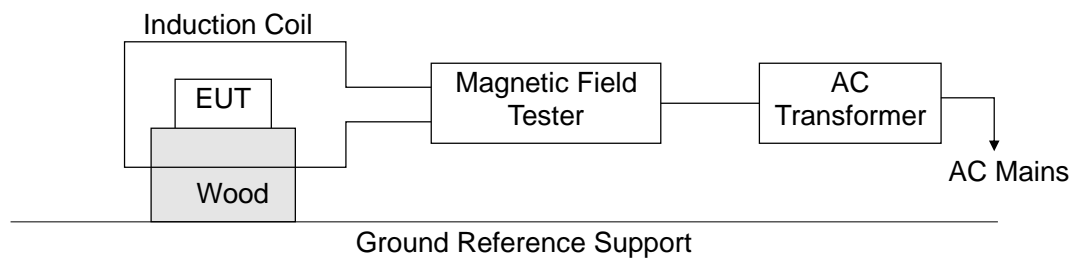 Induction Coil
EUT
Wood
Magnetic Field
Tester
AC
Transformer
AC Mains
Ground Reference Support